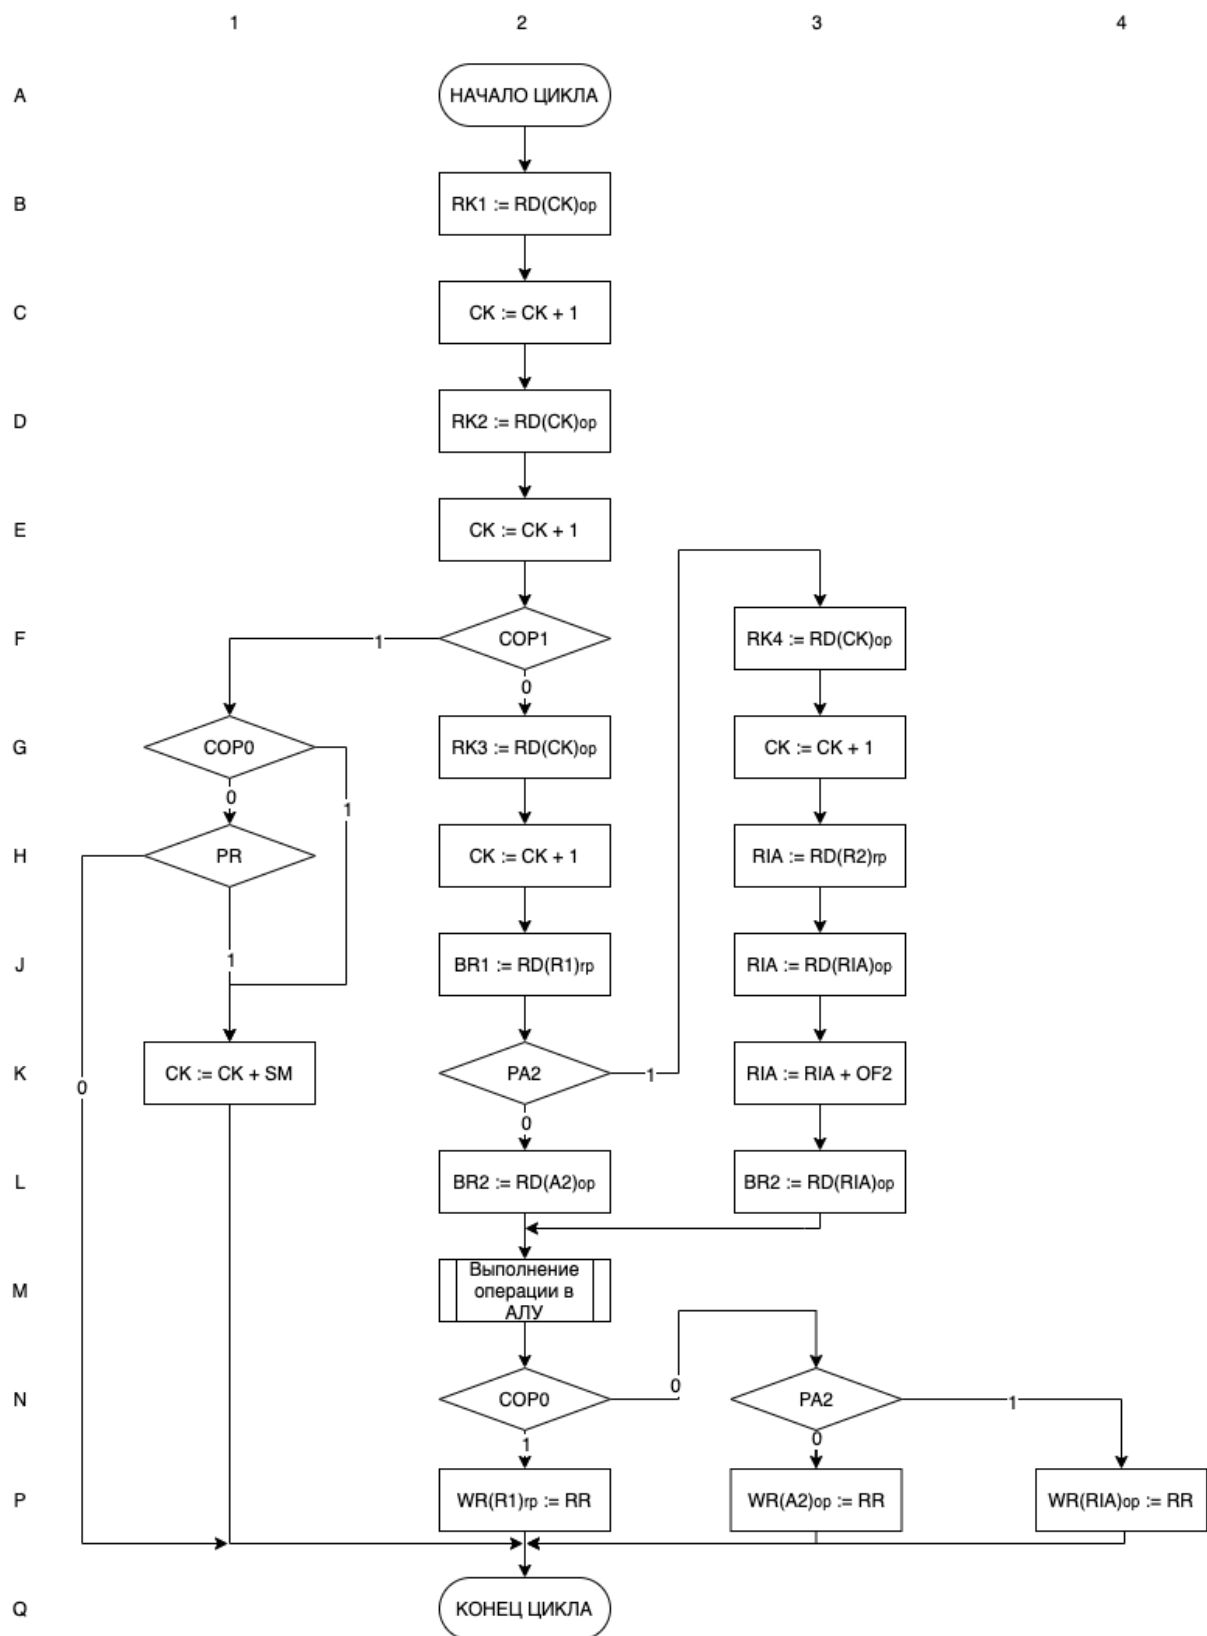 1 2 3 4
A НАЧАЛО ЦИКЛА
B RK1 := RD(CK)op
C CK := CK + 1
D RK2 := RD(CK)op
E CK := CK + 1
F 1 COP1 RK4 := RD(CK)op
0
G COP0 RK3 := RD(CK)op CK := CK + 1
0 1
H PR CK := CK + 1 RIA := RD(R2)rp
J 1 BR1 := RD(R1)rp RIA := RD(RIA)op
K 0 CK := CK + SM PA2 1 RIA := RIA + OF2
0
L BR2 := RD(A2)op BR2 := RD(RIA)op
M Выполнение
операции в
АЛУ
N COP0 0 PA2 1
1 0
P WR(R1)rp := RR WR(A2)op := RR WR(RIA)op := RR
Q КОНЕЦ ЦИКЛА